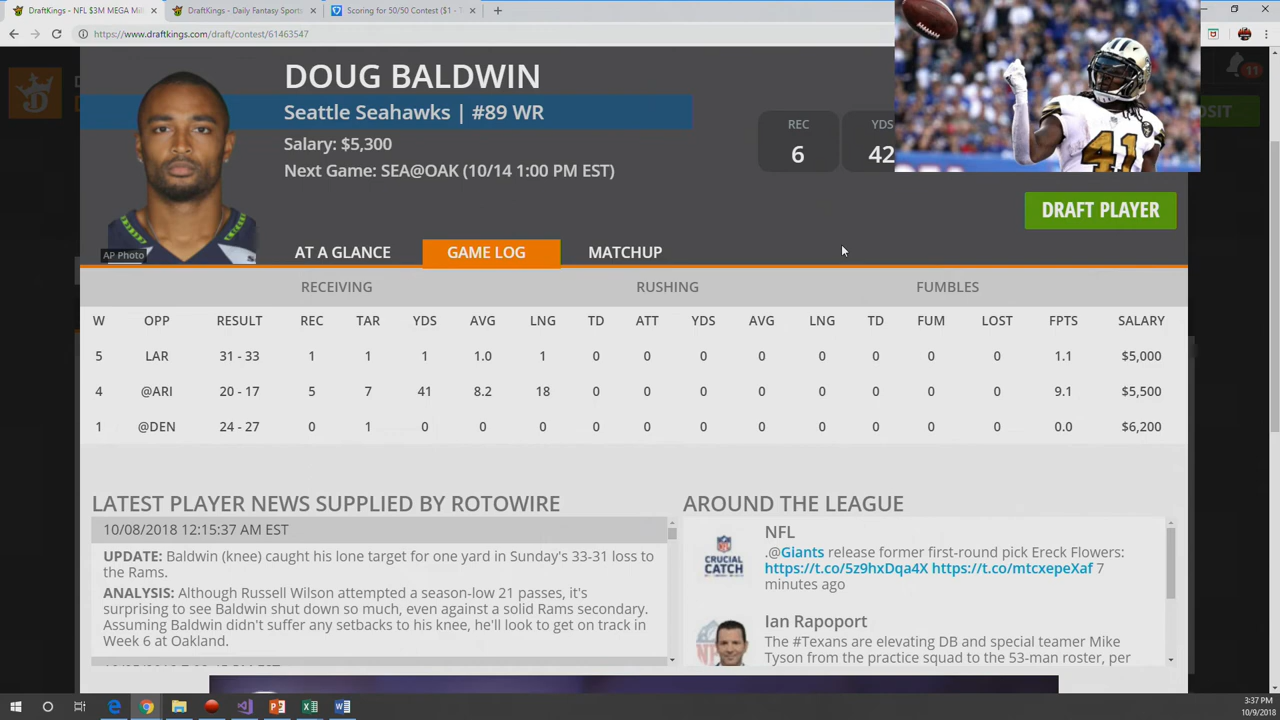 DraftKings - NFL $3M MEGA Mil
DraftKings - Daily Fantasy Sports
Scoring for 50/50 Contest ($1 - T
https://www.draftkings.com/draft/contest/61463547
DOUG BALDWIN
Seattle Seahawks | #89 WR
Salary: $5,300
Next Game: SEA@OAK (10/14 1:00 PM EST)
REC
6
YDS
42
41
11
DRAFT PLAYER
AP Photo
AT A GLANCE GAME LOG MATCHUP
RECEIVING RUSHING FUMBLES
W OPP RESULT REC TAR YDS AVG LNG TD ATT YDS AVG LNG TD FUM LOST FPTS SALARY
5 LAR 31 - 33 1 1 1 1.0 1 0 0 0 0 0 0 0 0 1.1 $5,000
4 @ARI 20 - 17 5 7 41 8.2 18 0 0 0 0 0 0 0 0 9.1 $5,500
1 @DEN 24 - 27 0 1 0 0 0 0 0 0 0 0 0 0 0 0.0 $6,200
LATEST PLAYER NEWS SUPPLIED BY ROTOWIRE
10/08/2018 12:15:37 AM EST
UPDATE: Baldwin (knee) caught his lone target for one yard in Sunday's 33-31 loss to
the Rams.
ANALYSIS: Although Russell Wilson attempted a season-low 21 passes, it's
surprising to see Baldwin shut down so much, even against a solid Rams secondary.
Assuming Baldwin didn't suffer any setbacks to his knee, he'll look to get on track in
Week 6 at Oakland.
AROUND THE LEAGUE
CRUCIAL
CATCH
NFL
.@Giants release former first-round pick Ereck Flowers:
https://t.co/5z9hxDqa4X https://t.co/mtcxepeXaf 7
minutes ago
Ian Rapoport
The #Texans are elevating DB and special teamer Mike
Tyson from the practice squad to the 53-man roster, per
3:37 PM
10/9/2018